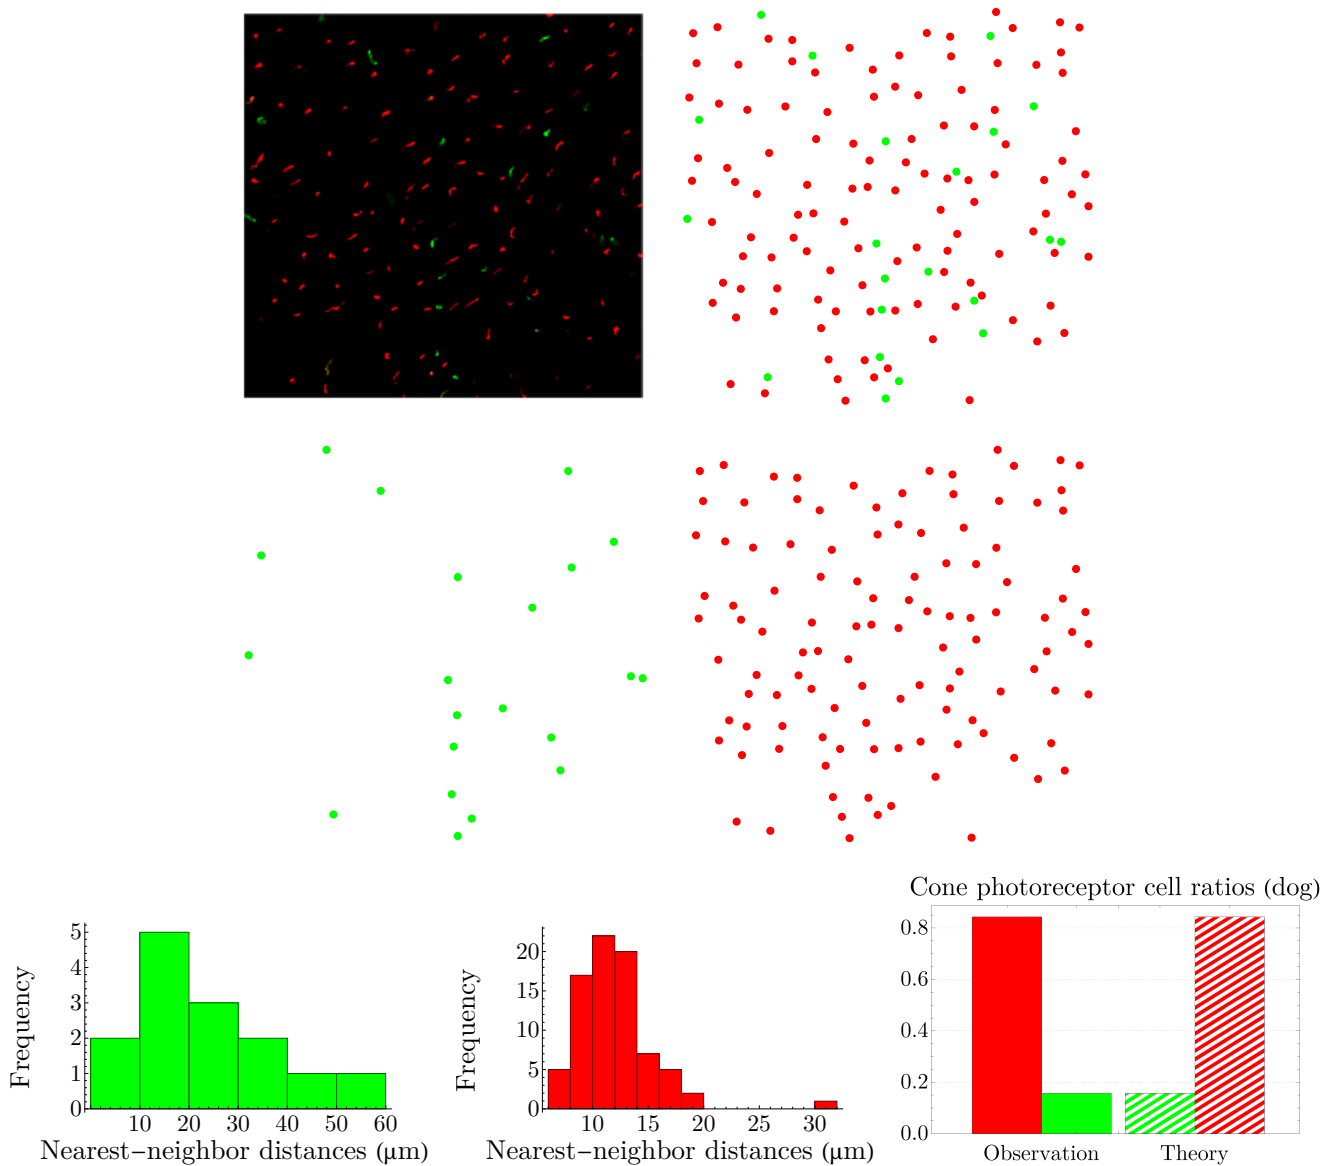 Cone photoreceptor cell ratios (dog)
5
4
3
2
1
0
Frequency
10 20 30 40 50 60
Nearest–neighbor distances (μm)
20
15
10
5
0
Frequency
10 15 20 25 30
Nearest–neighbor distances (μm)
0.8
0.6
0.4
0.2
0.0
Observation Theory